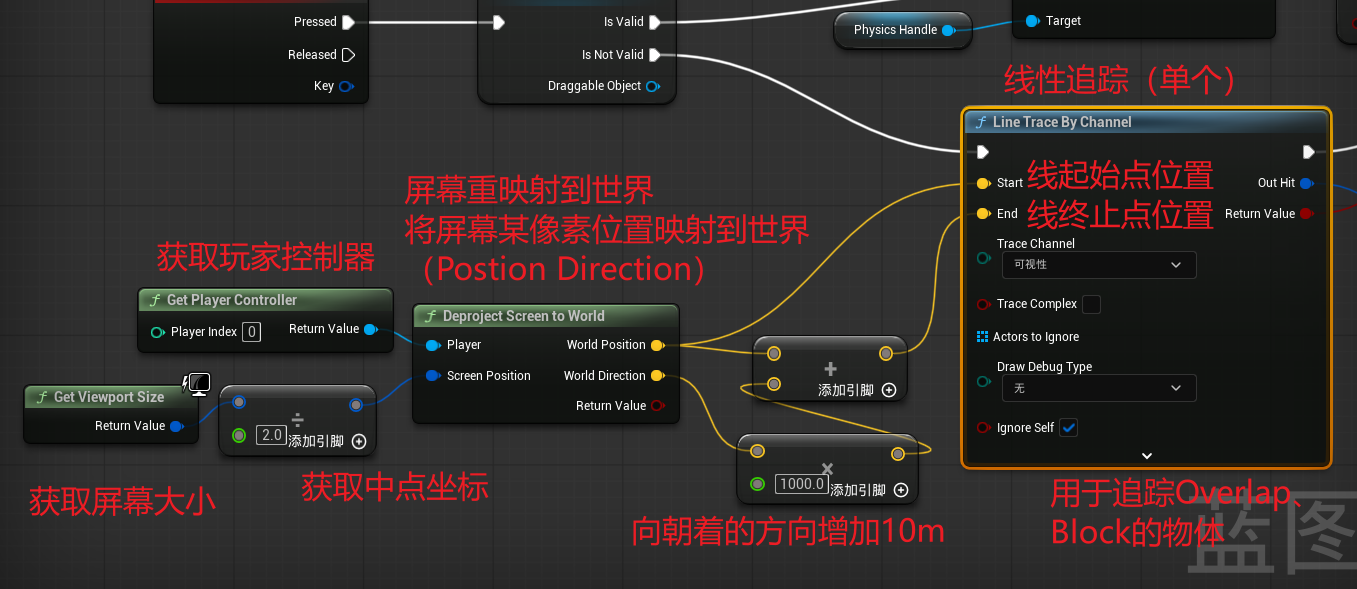 Pressed
Released
Key
Is Valid
Is Not Valid
Draggable Object
Physics Handle
Target
线性追踪（单个）
Line Trace By Channel
Start 线起始点位置 Out Hit
End 线终止点位置 Return Value
Trace Channel
可视性
Trace Complex
Actors to Ignore
Draw Debug Type
无
Ignore Self
屏幕重映射到世界
将屏幕某像素位置映射到世界
（Postion Direction）
获取玩家控制器
Get Player Controller
Player Index 0 Return Value
Deproject Screen to World
Player World Position
Screen Position World Direction
Return Value
Get Viewport Size
Return Value
÷
2.0 添加引脚
+
添加引脚
×
1000.0 添加引脚
获取屏幕大小
获取中点坐标
向朝着的方向增加10m
用于追踪Overlap、
Block的物体
蓝图